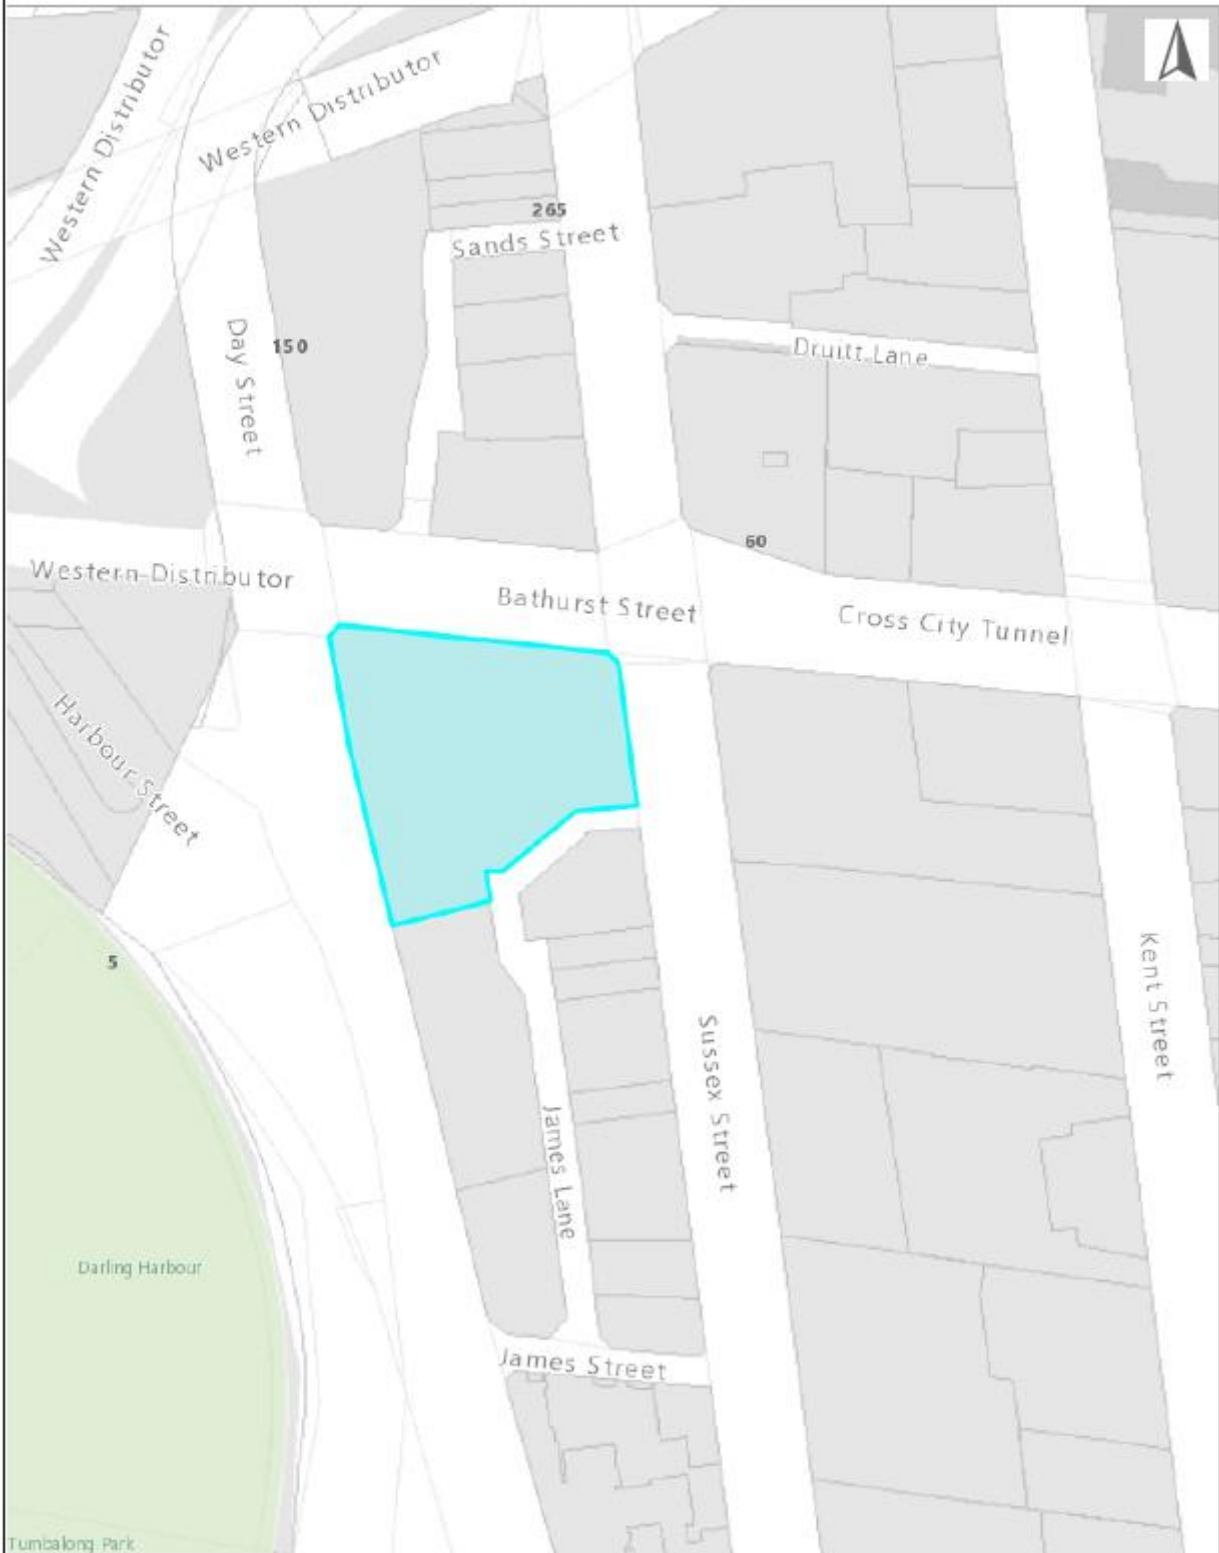 Western Distributor
Western Distributor
265
Sands Street
Day Street
150
Druitt Lane
60
Western Distributor
Bathurst Street
Cross City Tunnel
Harbour Street
5
Kent Street
Sussex Street
James Lane
Darling Harbour
James Street
Tumbalong Park